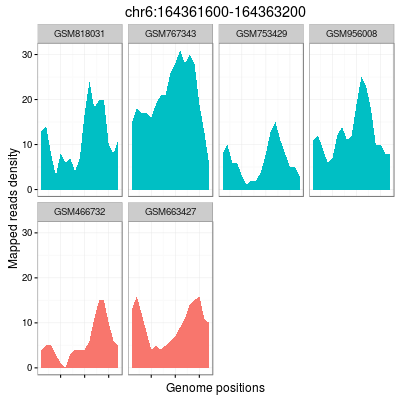 chr6:164361600-164363200
GSM818031 GSM767343 GSM753429 GSM956008
30
20
10
0
GSM466732 GSM663427
30
20
10
0
Mapped reads density
Genome positions